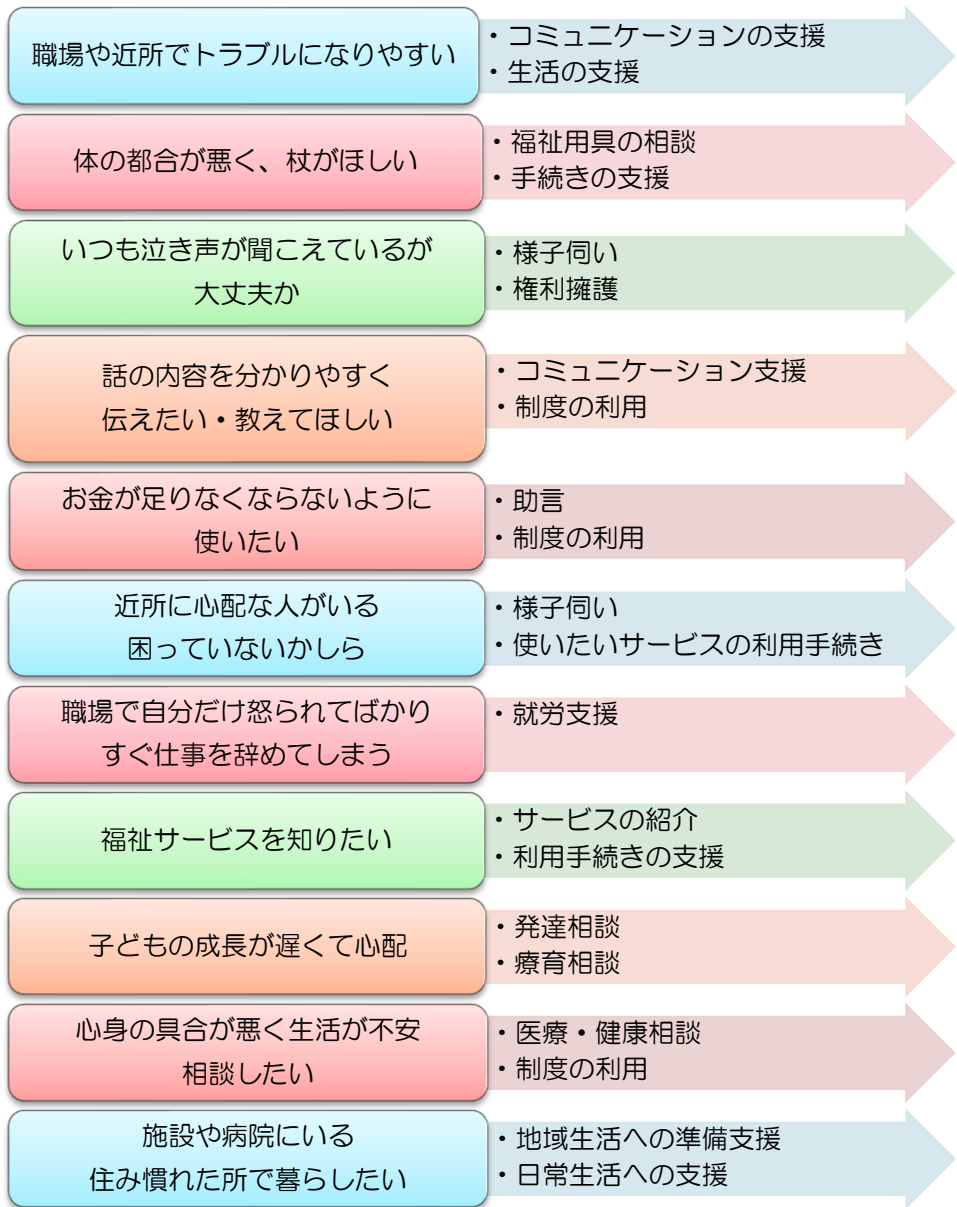 職場や近所でトラブルになりやすい
・コミュニケーションの支援
・生活の支援
体の都合が悪く、杖がほしい
・福祉用具の相談
・手続きの支援
いつも泣き声が聞こえているが
大丈夫か
・様子伺い
・権利擁護
話の内容を分かりやすく
伝えたい・教えてほしい
・コミュニケーション支援
・制度の利用
お金が足りなくならないように
使いたい
・助言
・制度の利用
近所に心配な人がいる
困っていないかしら
・様子伺い
・使いたいサービスの利用手続き
職場で自分だけ怒られてばかり
すぐ仕事を辞めてしまう
・就労支援
福祉サービスを知りたい
・サービスの紹介
・利用手続きの支援
子どもの成長が遅くて心配
・発達相談
・療育相談
心身の具合が悪く生活が不安
相談したい
・医療・健康相談
・制度の利用
施設や病院にいる
住み慣れた所で暮らしたい
・地域生活への準備支援
・日常生活への支援